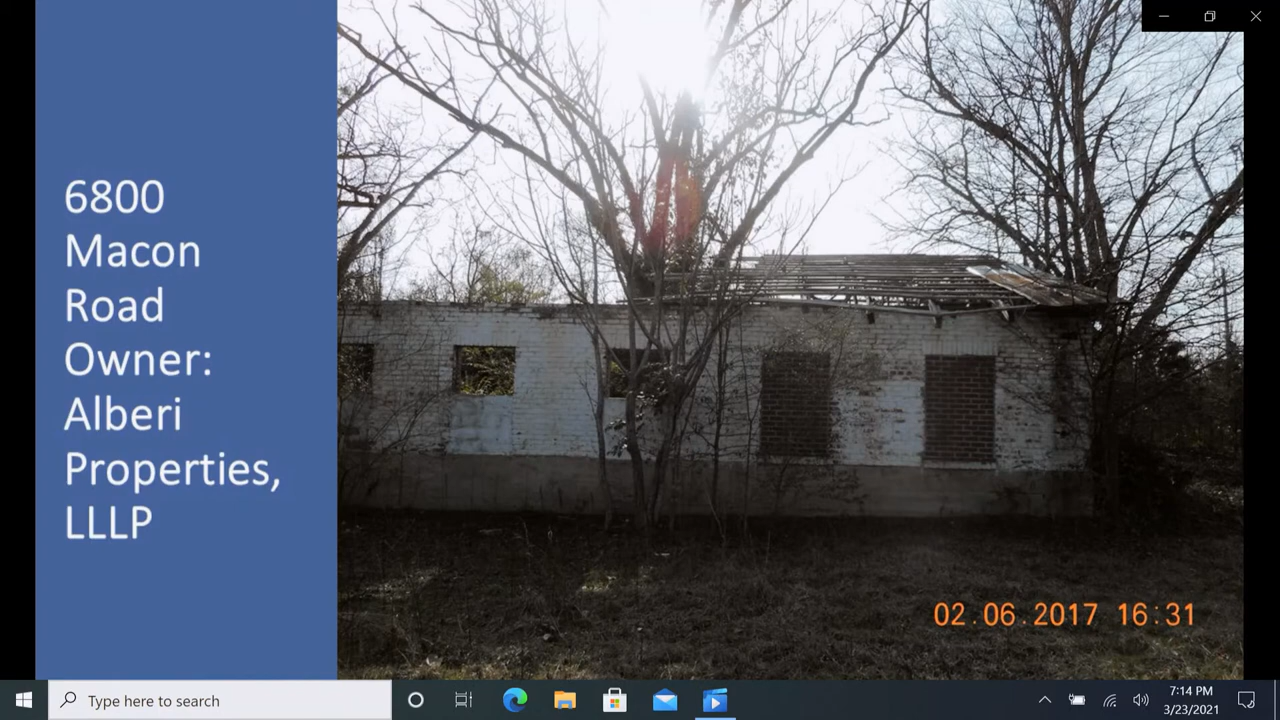 6800
Macon
Road
Owner:
Alberi
Properties,
LLLP
02.06.2017 16:31
Type here to search
7:14 PM
3/23/2021